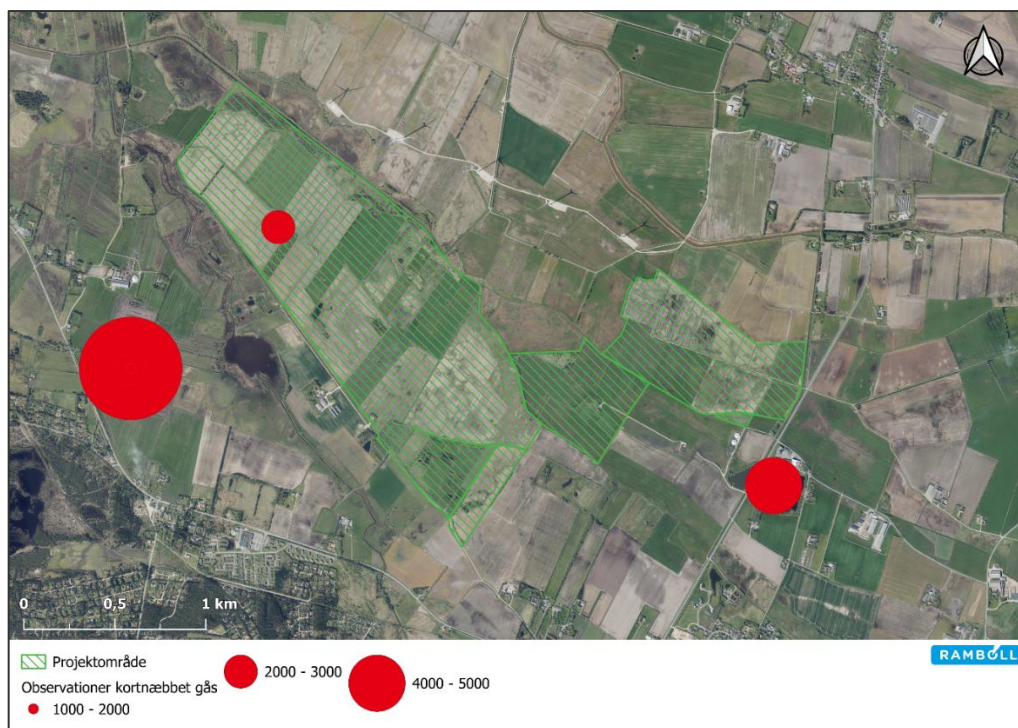 0 0,5 1 km
Projektområde
Observationer kortnæbbet gås
1000 - 2000
2000 - 3000
4000 - 5000
RAMBOLL